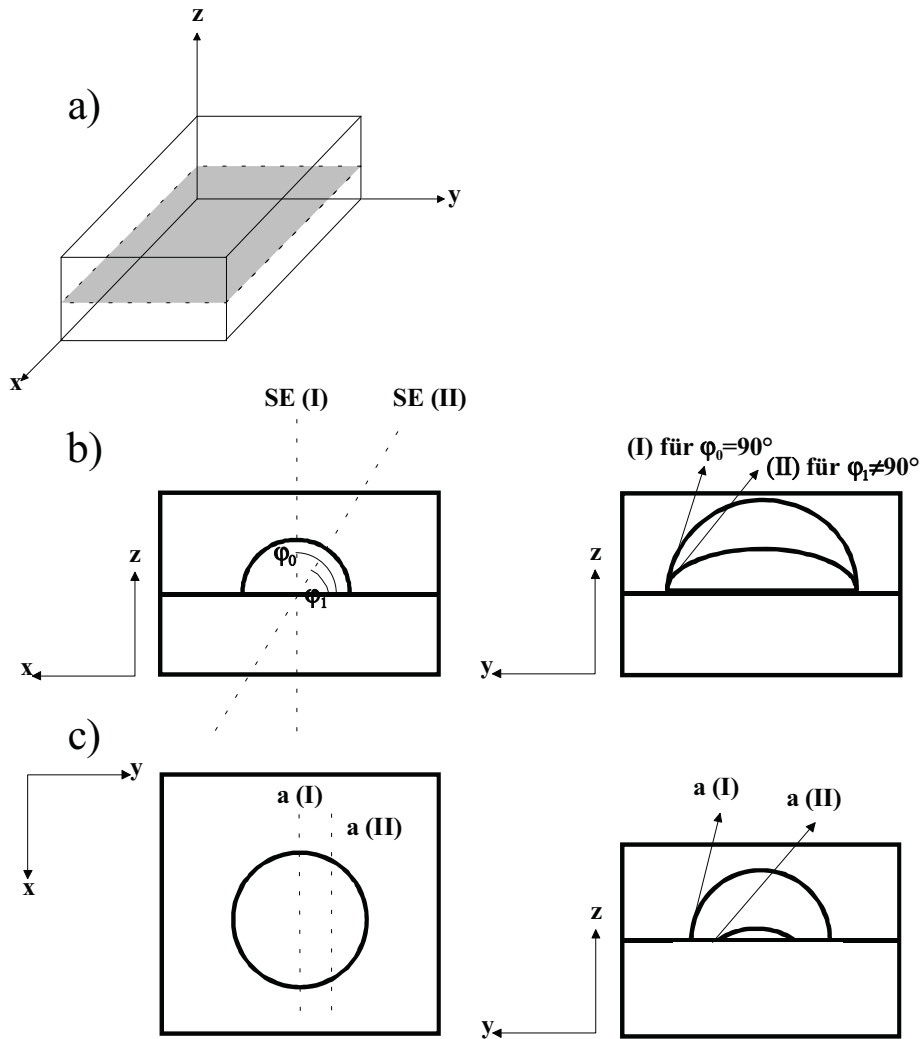 z
a)
y
x
SE (I)
SE (II)
b)
(I) für φ₀=90°
(II) für φ₁≠90°
z
φ₀
φ₁
x
z
y
c)
y
x
a (I)
a (II)
a (I)
a (II)
z
y